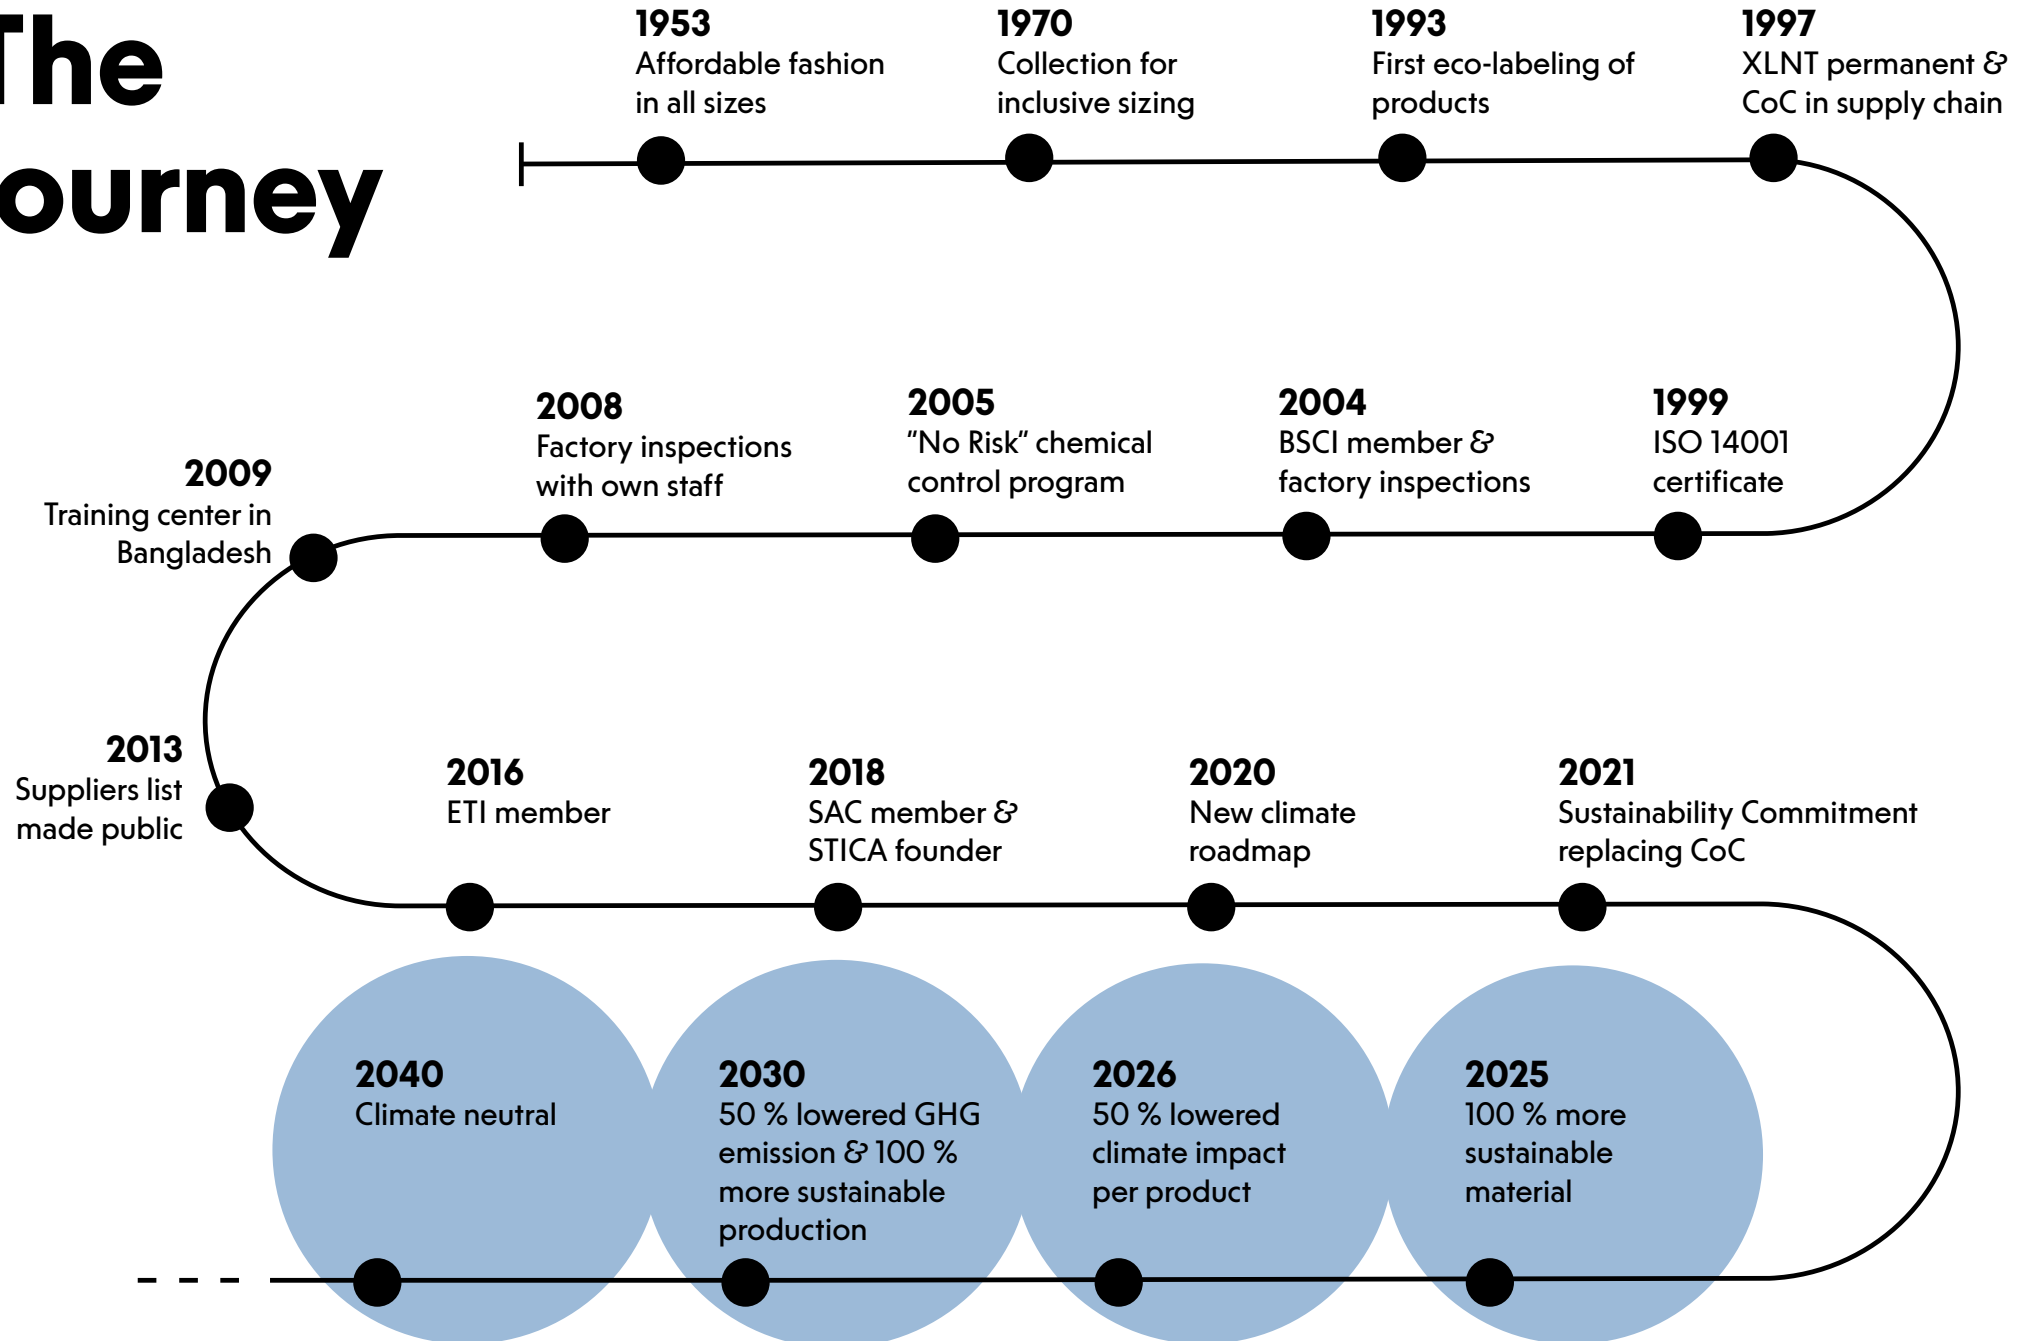 The
ourney
1953
Affordable fashion
in all sizes
1970
Collection for
inclusive sizing
1993
First eco-labeling of
products
1997
XLNT permanent &
CoC in supply chain
1999
ISO 14001
certificate
2004
BSCI member &
factory inspections
2005
"No Risk" chemical
control program
2008
Factory inspections
with own staff
2009
Training center in
Bangladesh
2013
Suppliers list
made public
2016
ETI member
2018
SAC member &
STICA founder
2020
New climate
roadmap
2021
Sustainability Commitment
replacing CoC
2025
100 % more
sustainable
material
2026
50 % lowered
climate impact
per product
2030
50 % lowered GHG
emission & 100 %
more sustainable
production
2040
Climate neutral